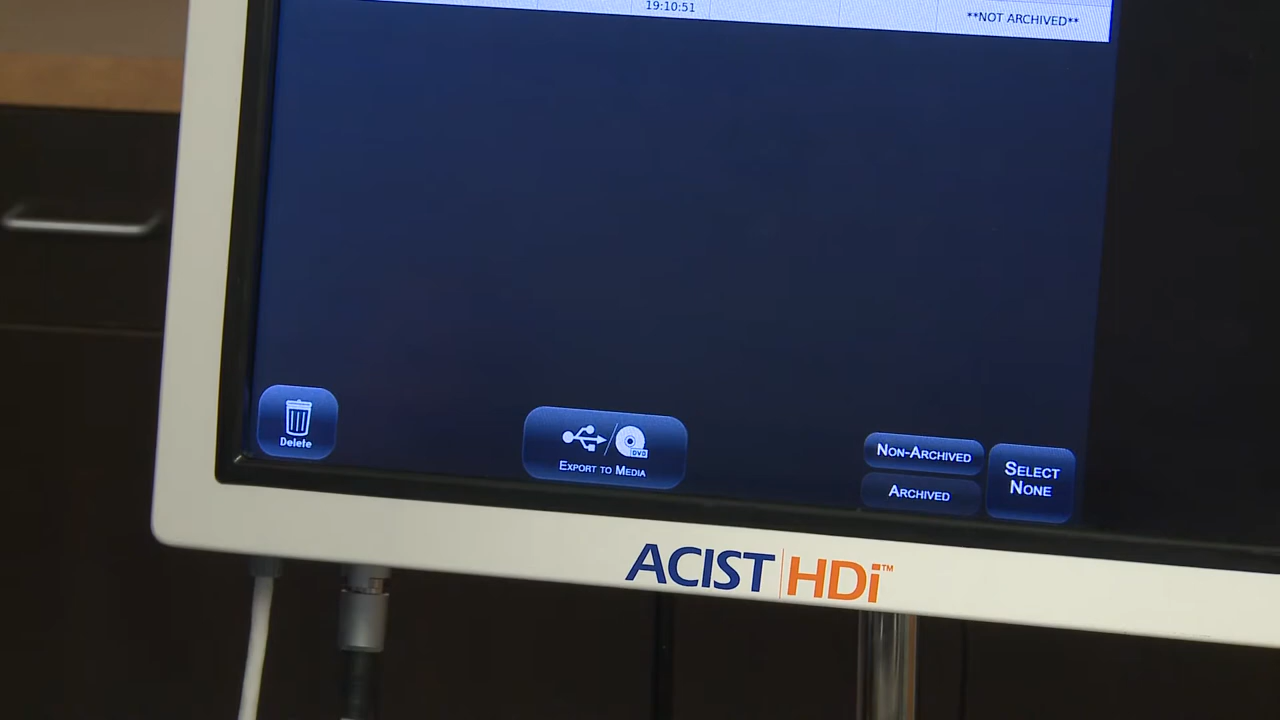 19:10:51
**NOT ARCHIVED**
Delete
DVD
EXPORT TO MEDIA
NON-ARCHIVED
ARCHIVED
SELECT
NONE
ACIST HDi™